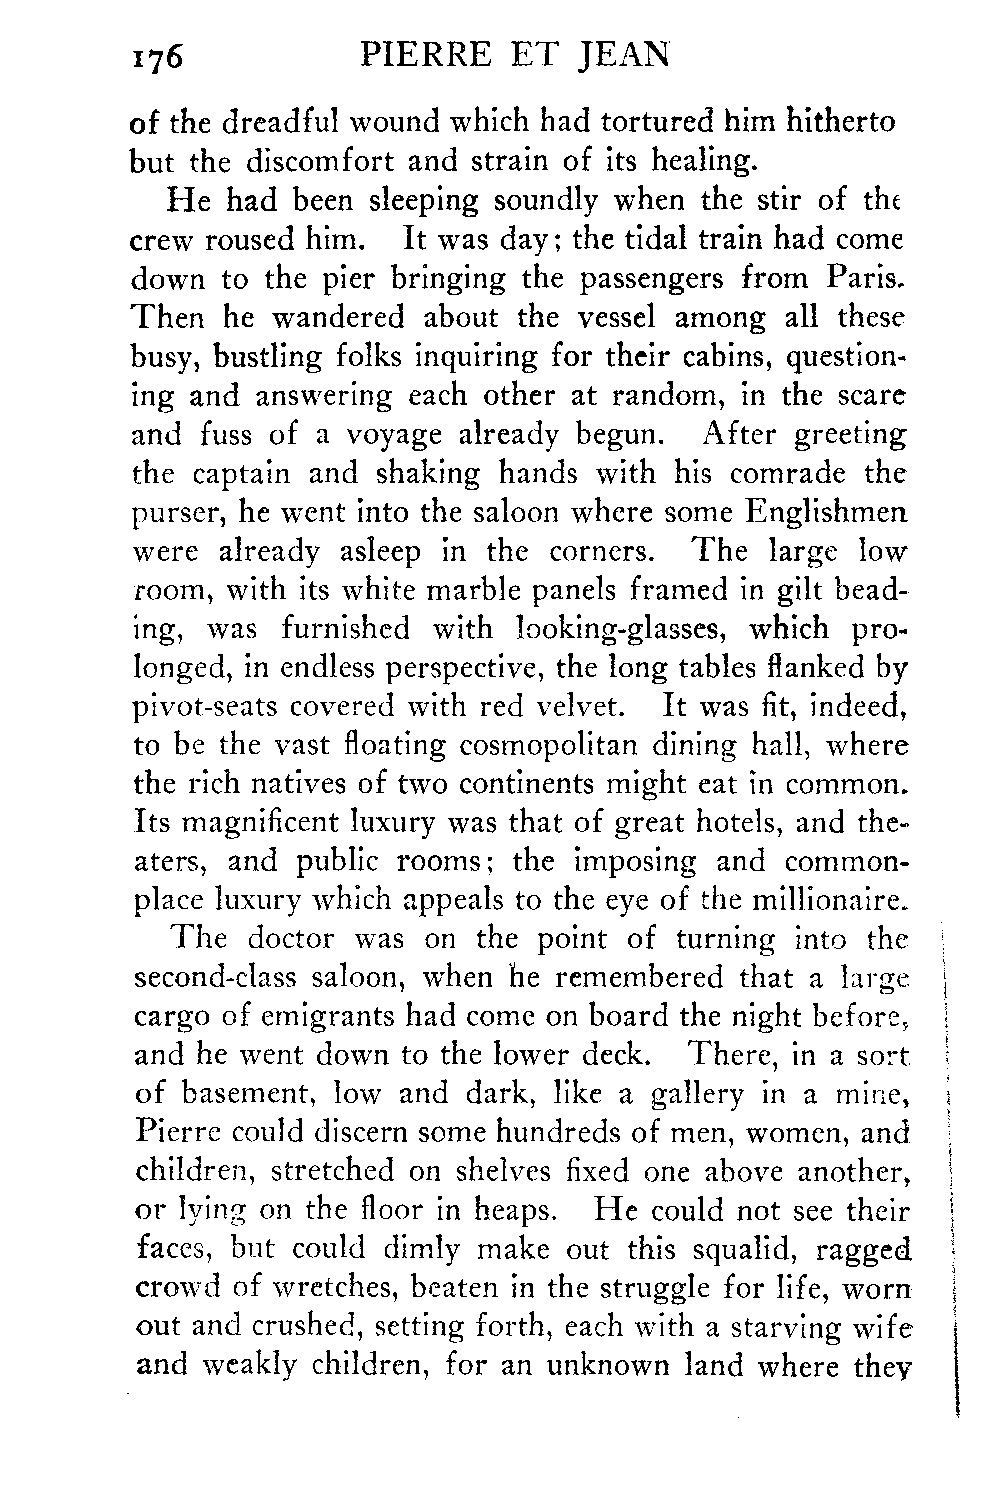 176 PIERRE ET JEAN
of the dreadful wound which had tortured him hitherto
but the discomfort and strain of its healing.
He had been sleeping soundly when the stir of the
crew roused him. It was day; the tidal train had come
down to the pier bringing the passengers from Paris.
Then he wandered about the vessel among all these
busy, bustling folks inquiring for their cabins, question-
ing and answering each other at random, in the scare
and fuss of a voyage already begun. After greeting
the captain and shaking hands with his comrade the
purser, he went into the saloon where some Englishmen
were already asleep in the corners. The large low
room, with its white marble panels framed in gilt bead-
ing, was furnished with looking-glasses, which pro-
longed, in endless perspective, the long tables flanked by
pivot-seats covered with red velvet. It was fit, indeed,
to be the vast floating cosmopolitan dining hall, where
the rich natives of two continents might eat in common.
Its magnificent luxury was that of great hotels, and the-
aters, and public rooms; the imposing and common-
place luxury which appeals to the eye of the millionaire.
The doctor was on the point of turning into the
second-class saloon, when he remembered that a large
cargo of emigrants had come on board the night before,
and he went down to the lower deck. There, in a sort
of basement, low and dark, like a gallery in a mine,
Pierre could discern some hundreds of men, women, and
children, stretched on shelves fixed one above another,
or lying on the floor in heaps. He could not see their
faces, but could dimly make out this squalid, ragged
crowd of wretches, beaten in the struggle for life, worn
out and crushed, setting forth, each with a starving wife
and weakly children, for an unknown land where they